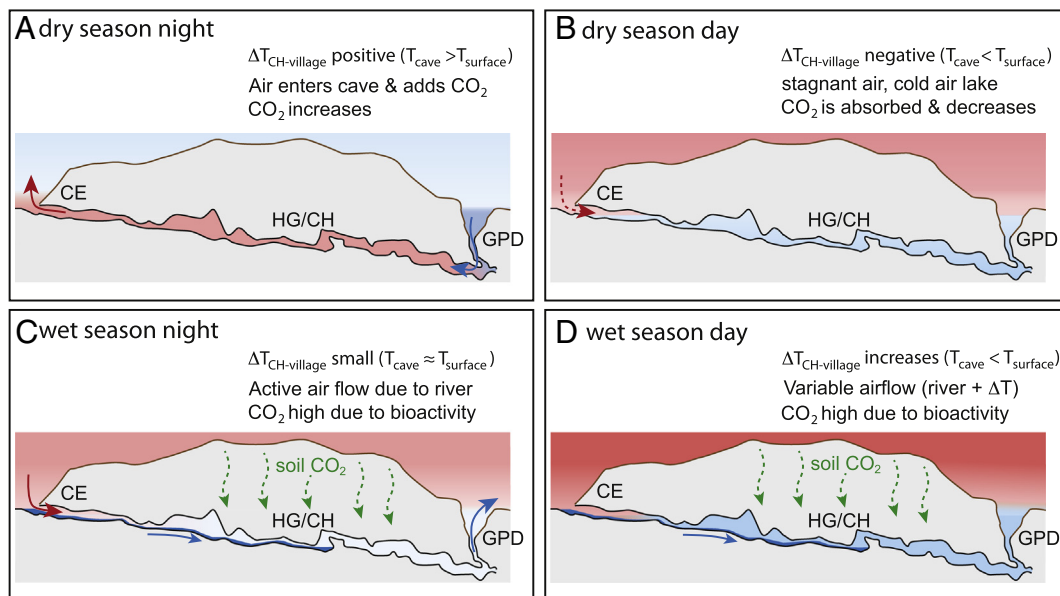 A dry season night
ΔT_CH-village positive (T_cave >T_surface)
Air enters cave & adds CO₂
CO₂ increases
CE
HG/CH
GPD
B dry season day
ΔT_CH-village negative (T_cave< T_surface)
stagnant air, cold air lake
CO₂ is absorbed & decreases
CE
HG/CH
GPD
C wet season night
ΔT_CH-village small (T_cave ≈ T_surface)
Active air flow due to river
CO₂ high due to bioactivity
soil CO₂
CE
HG/CH
GPD
D wet season day
ΔT_CH-village increases (T_cave < T_surface)
Variable airflow (river + ΔT)
CO₂ high due to bioactivity
soil CO₂
CE
HG/CH
GPD